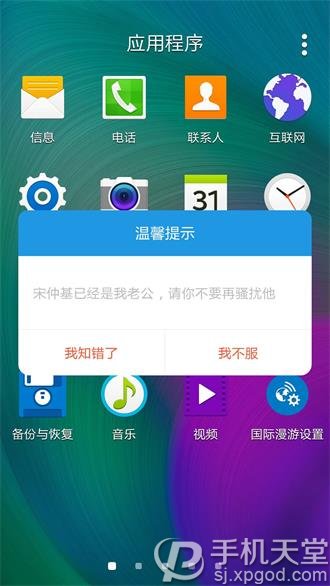 应用程序
信息
电话
联系人
互联网
31
温馨提示
宋仲基已经是我老公，请你不要再骚扰他
我知错了
我不服
备份与恢复
音乐
视频
国际漫游设置
手机天堂
sj.xpgod.com